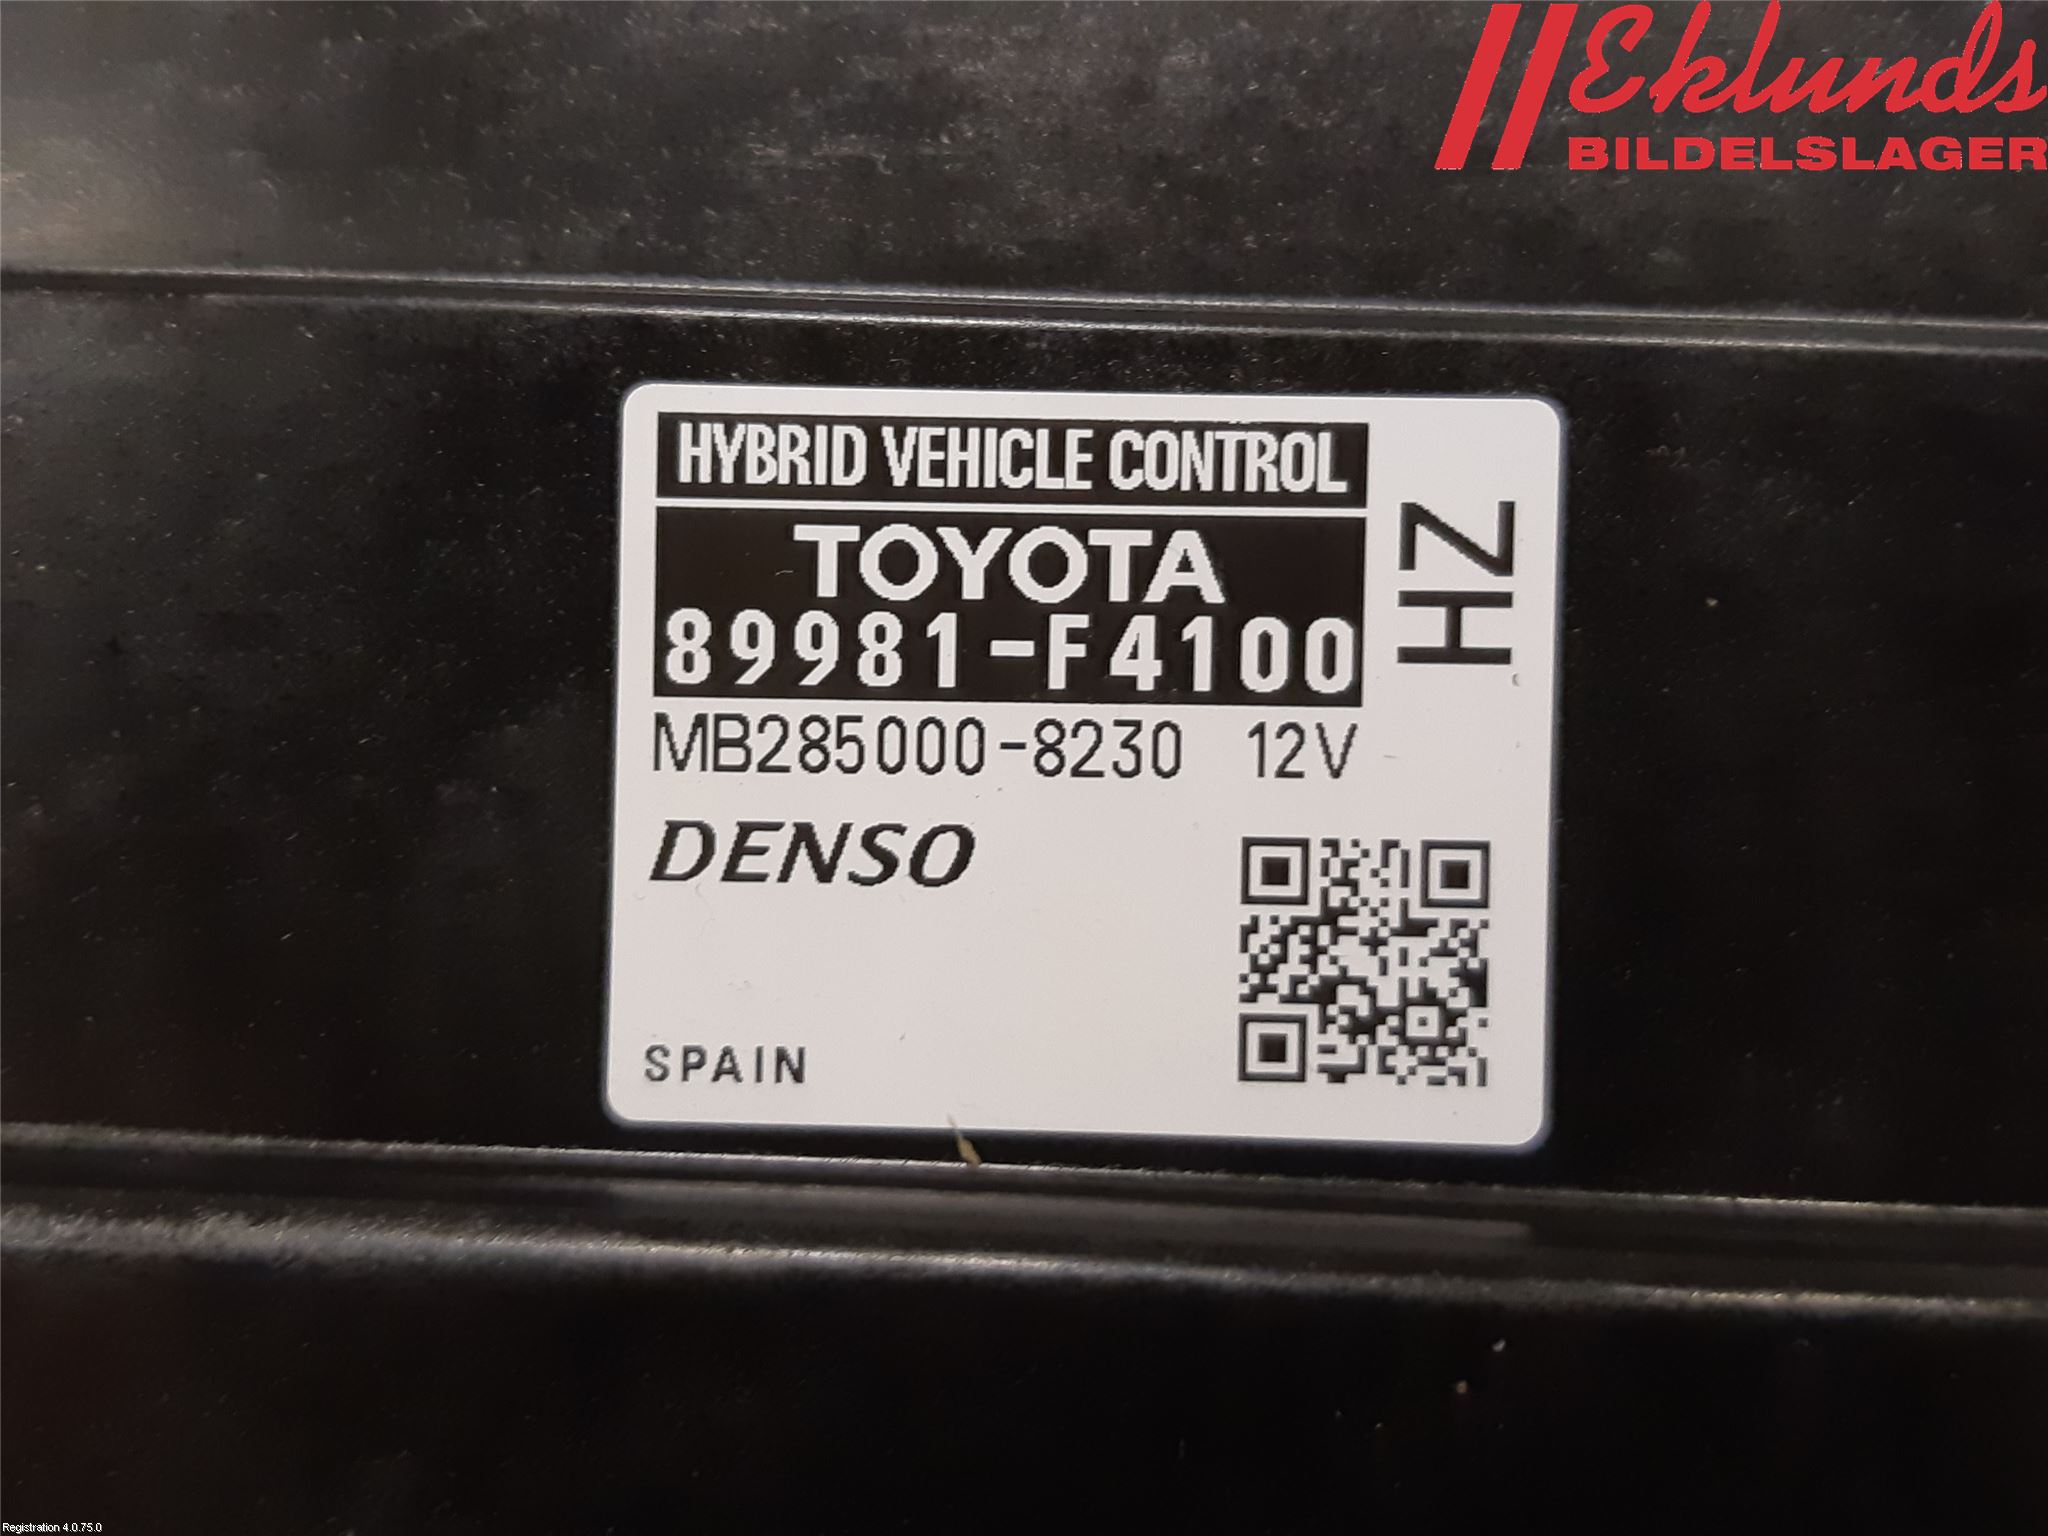 Eklunds
BILDELSLAGER
HYBRID VEHICLE CONTROL
TOYOTA
89981-F4100
HZ
MB285000-8230 12V
DENSO
SPAIN
Registration 4.0.75.0